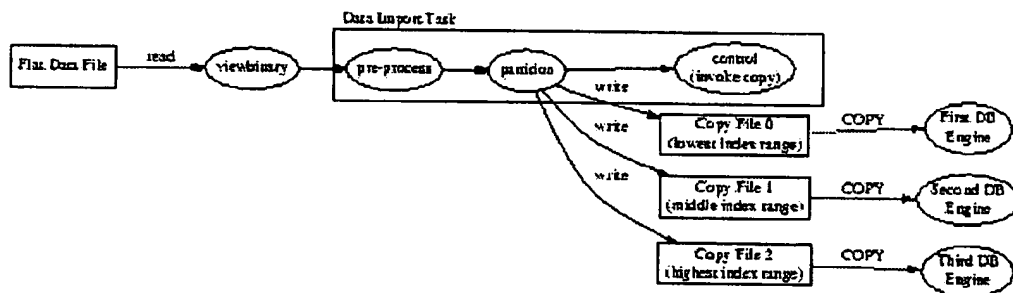 Data Import Task
Flat Data File
read
viewbinary
pre-process
partition
control
(invoke copy)
write
Copy File 0
(lowest index range)
COPY
First DB
Engine
write
Copy File 1
(middle index range)
COPY
Second DB
Engine
write
Copy File 2
(highest index range)
COPY
Third DB
Engine